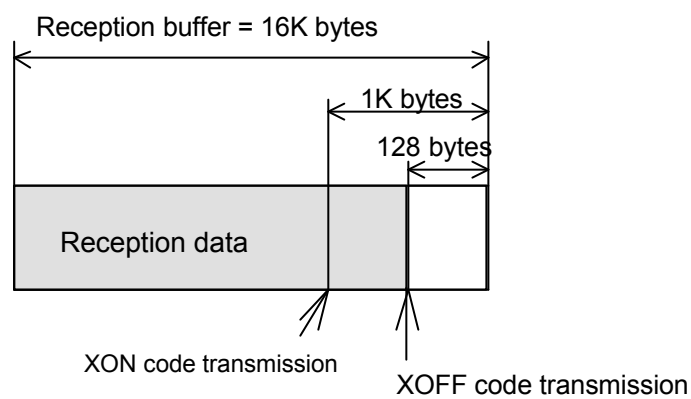 Reception buffer = 16K bytes
1K bytes
128 bytes
Reception data
XON code transmission
XOFF code transmission